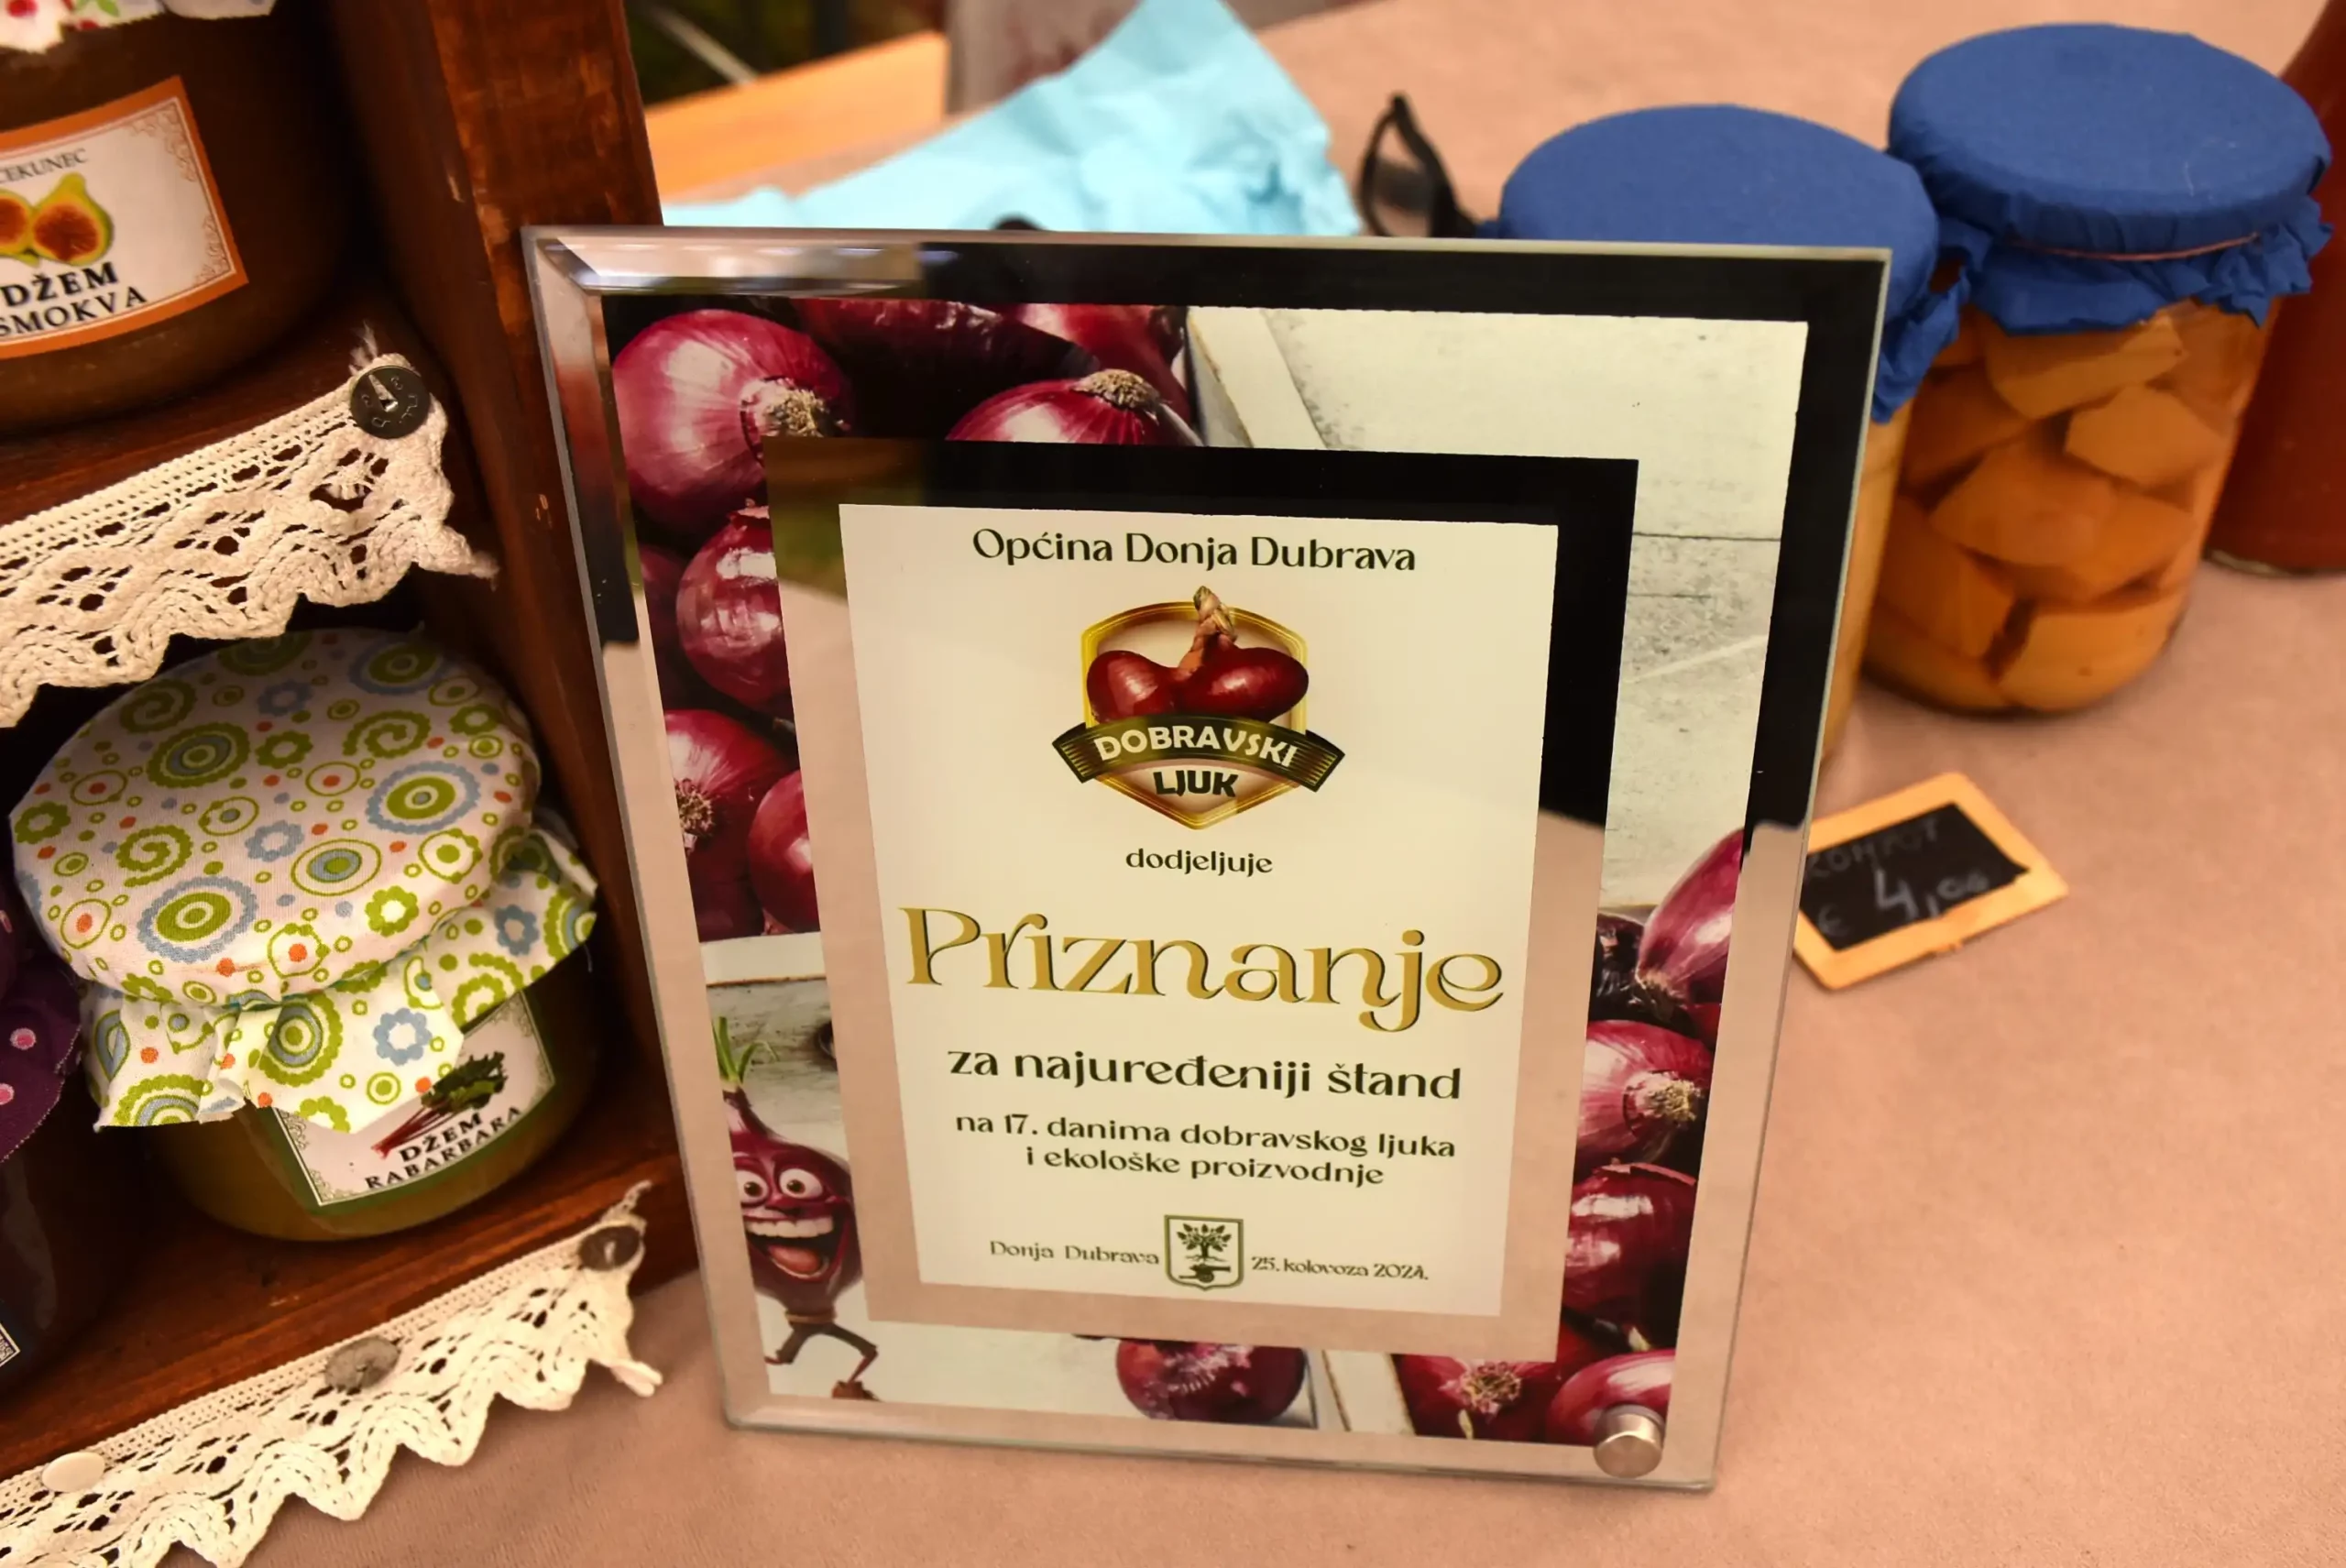 DŽEM
SMOKVA
Općina Donja Dubrava
DOBRAVSKI
LJUK
dodjeljuje
Priznanje
za najuređeniji štand
na 17. danima dobravskog ljuka
i ekološke proizvodnje
Donja Dubrava 25. kolovoza 2024.
DŽEM
RABARBARA
KOMPOT
€ 4,00